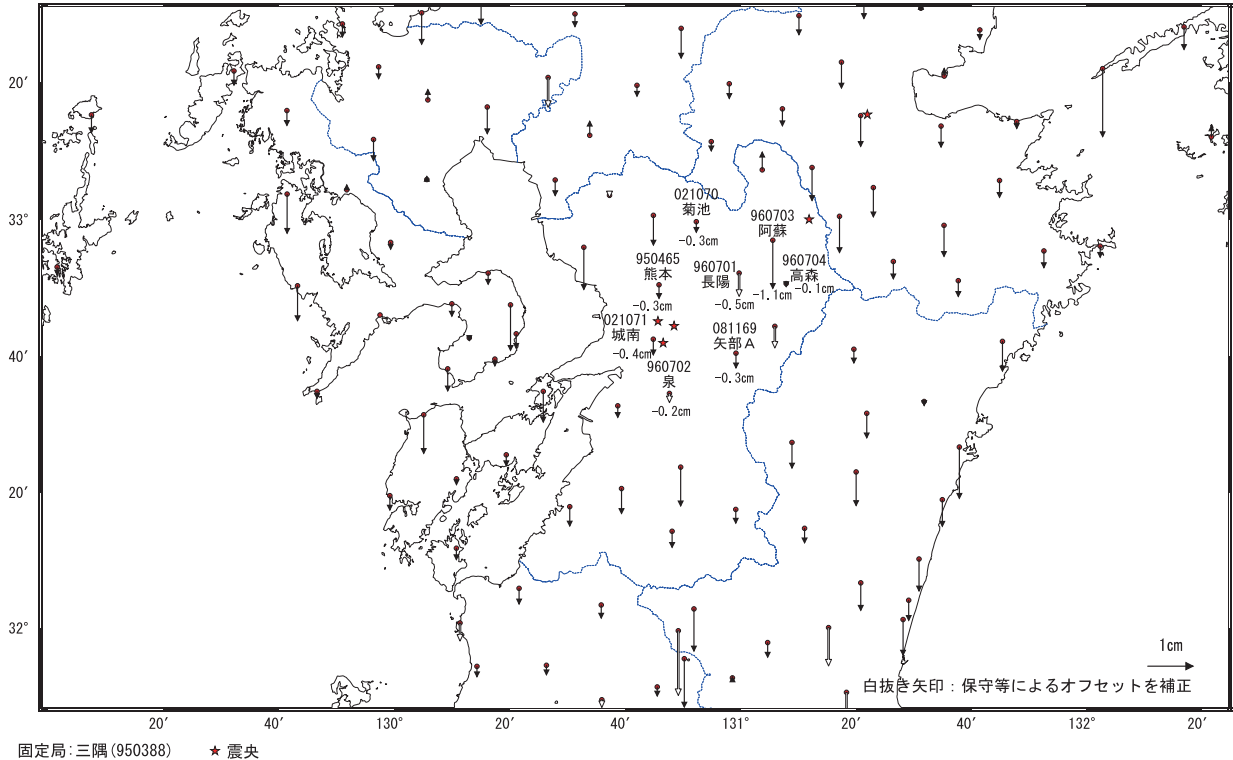 20′
33°
40′
20′
32°
021070
菊池
-0.3cm
960703
阿蘇
-1.1cm
950465
熊本
-0.3cm
960701
長陽
-0.5cm
960704
高森
-0.1cm
021071
城南
-0.4cm
081169
矢部A
-0.3cm
960702
泉
-0.2cm
1cm
白抜き矢印：保守等によるオフセットを補正
20′ 40′ 130° 20′ 40′ 131° 20′ 40′ 132° 20′
固定局:三隅(950388) ★ 震央